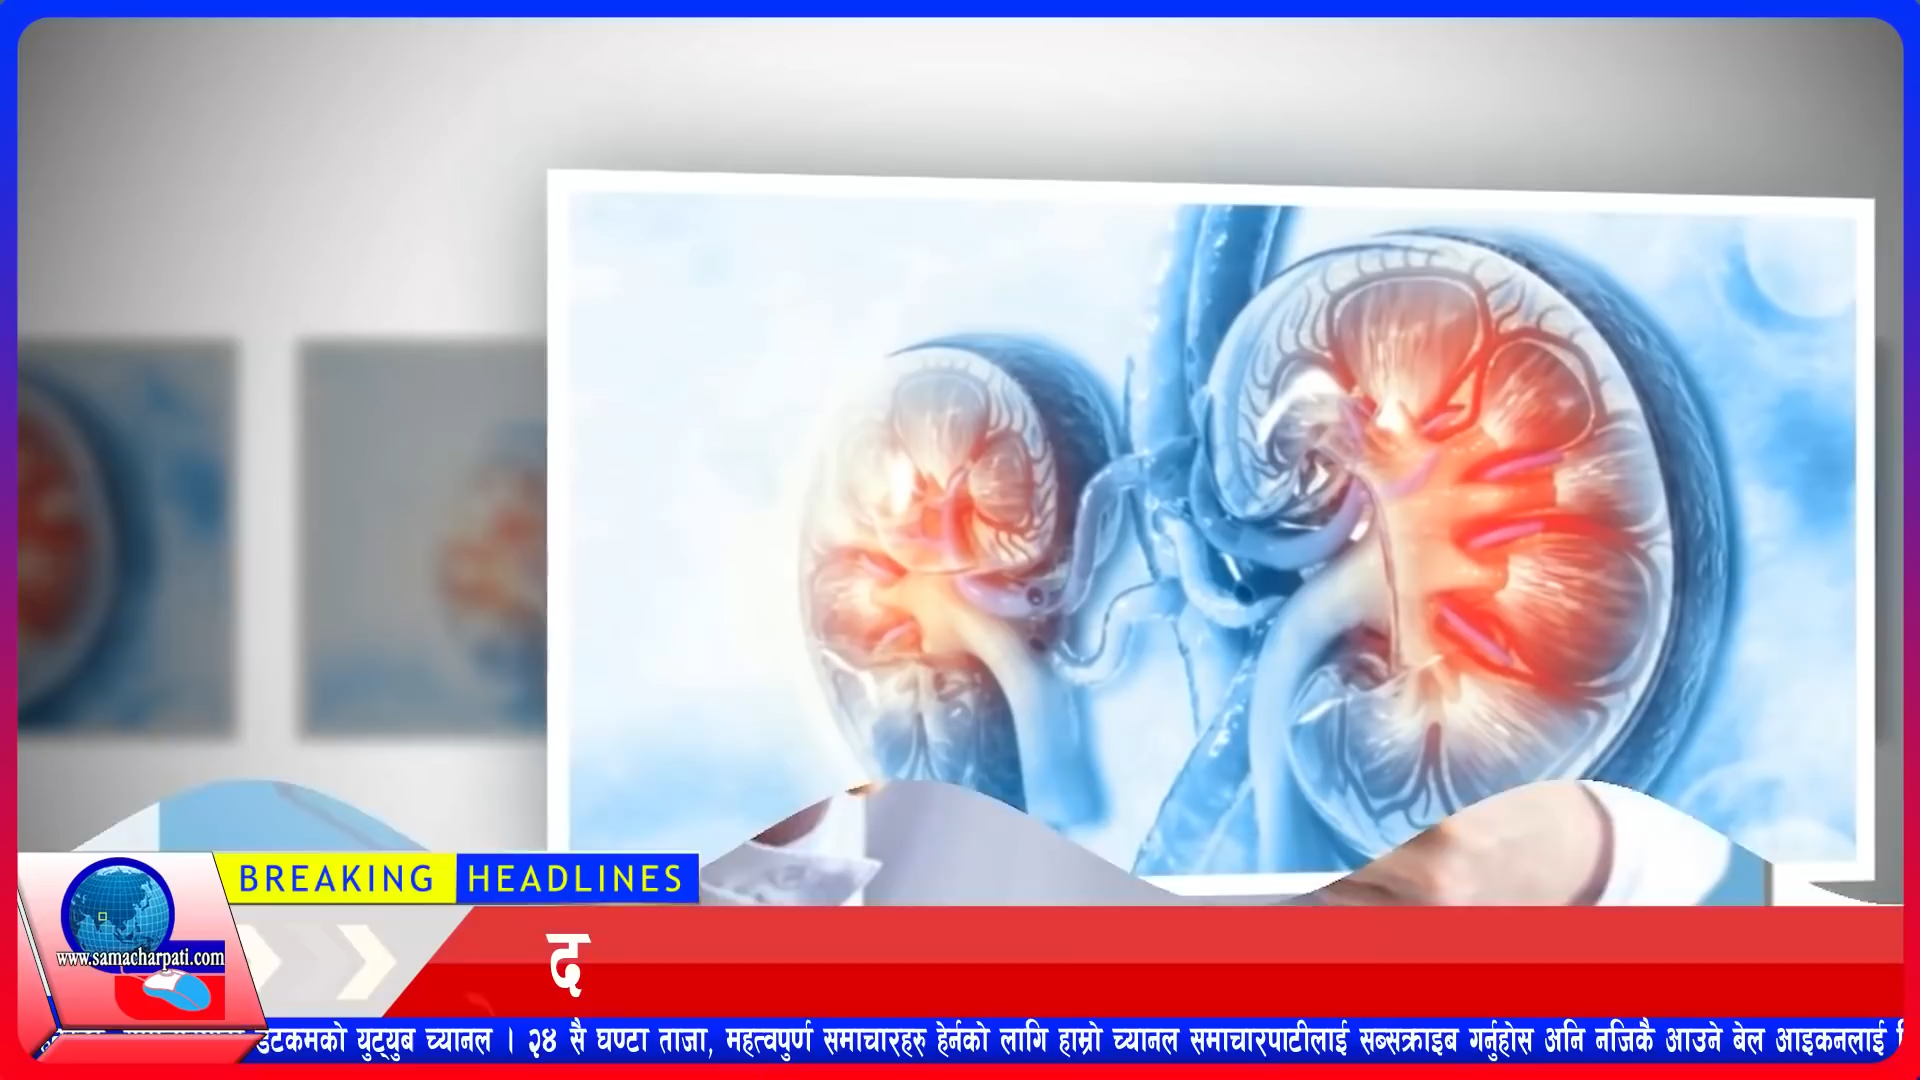 BREAKING HEADLINES
www.samacharpati.com
द
डटकमको युट्युब च्यानल । २४ सै घण्टा ताजा, महत्वपुर्ण समाचारहरु हेर्नको लागि हाम्रो च्यानल समाचारपाटीलाई सब्सक्राइब गर्नुहोस अनि नजिकै आउने बेल आइकनलाई